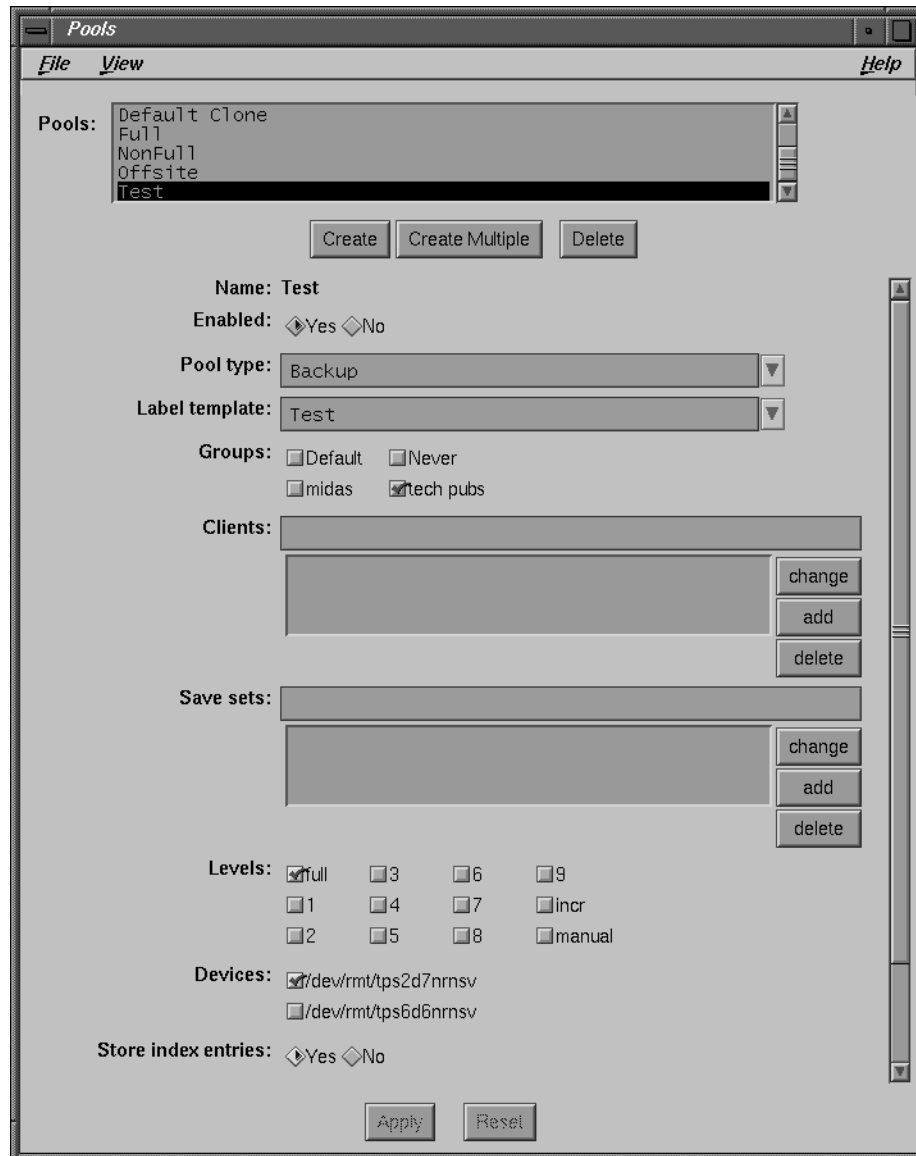 Pools
File View Help
Pools:
Default Clone
Full
NonFull
Offsite
Test
Create Create Multiple Delete
Name: Test
Enabled: Yes No
Pool type: Backup
Label template: Test
Groups: Default Never
midas tech pubs
Clients:
change
add
delete
Save sets:
change
add
delete
Levels: full 3 6 9
1 4 7 incr
2 5 8 manual
Devices: /dev/rmt/tps2d7nrnsv
/dev/rmt/tps6d6nrnsv
Store index entries: Yes No
Apply Reset